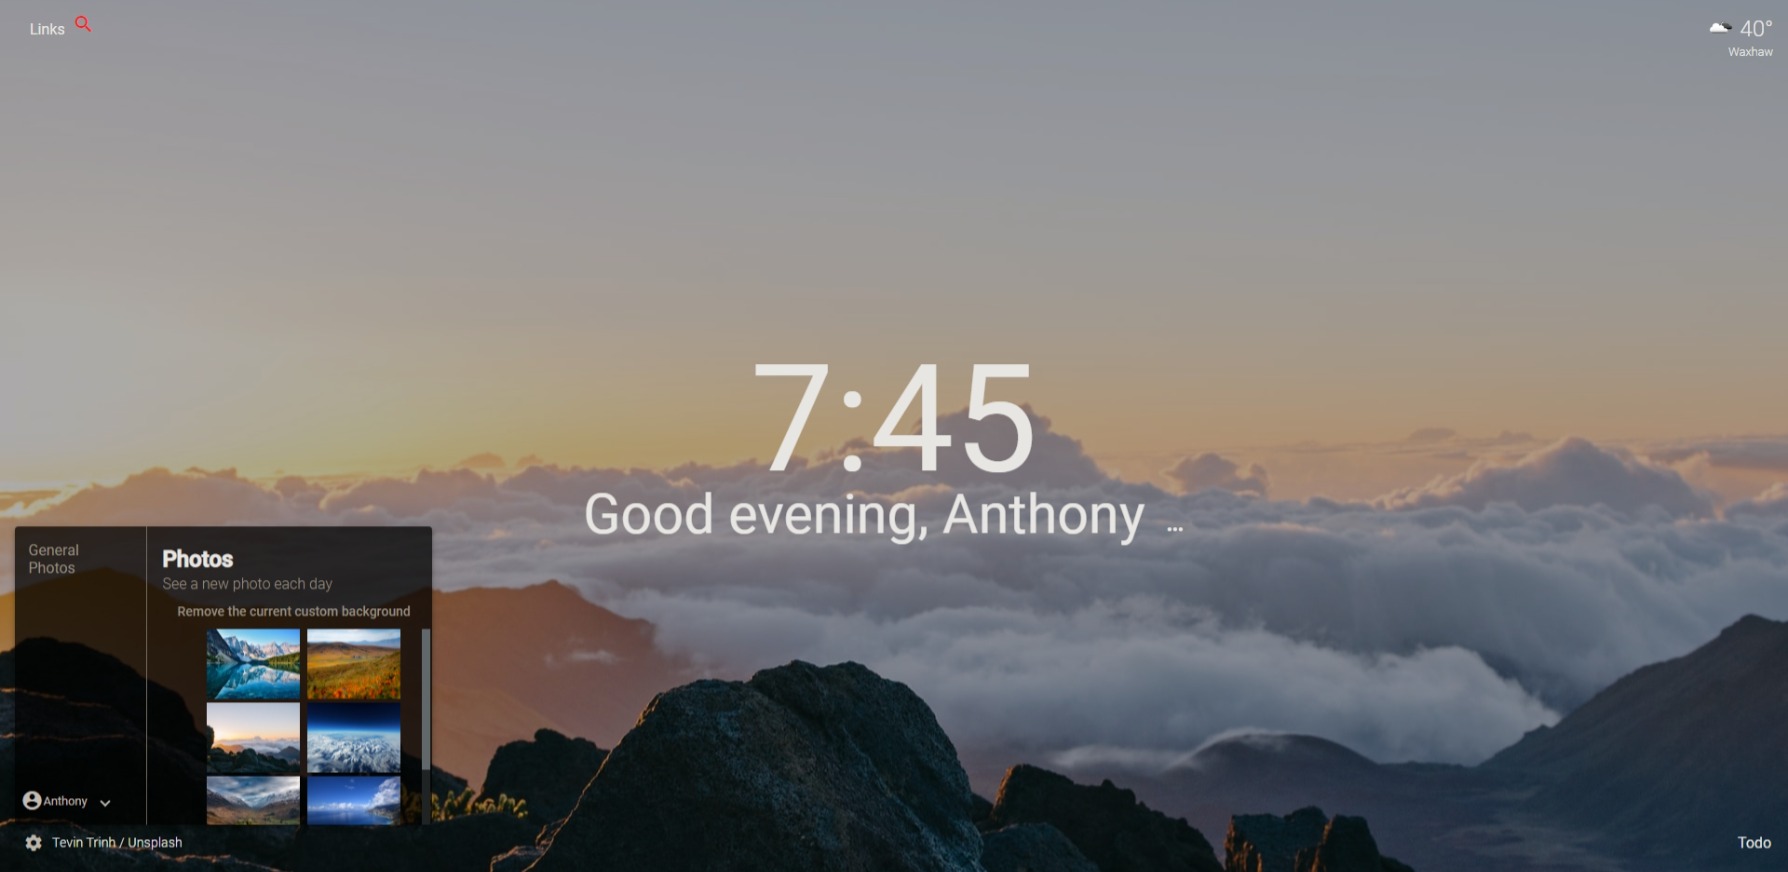 Links
40°
Waxhaw
7:45
Good evening, Anthony ...
General
Photos
Photos
See a new photo each day
Remove the current custom background
Anthony
Tevin Trinh / Unsplash
Todo